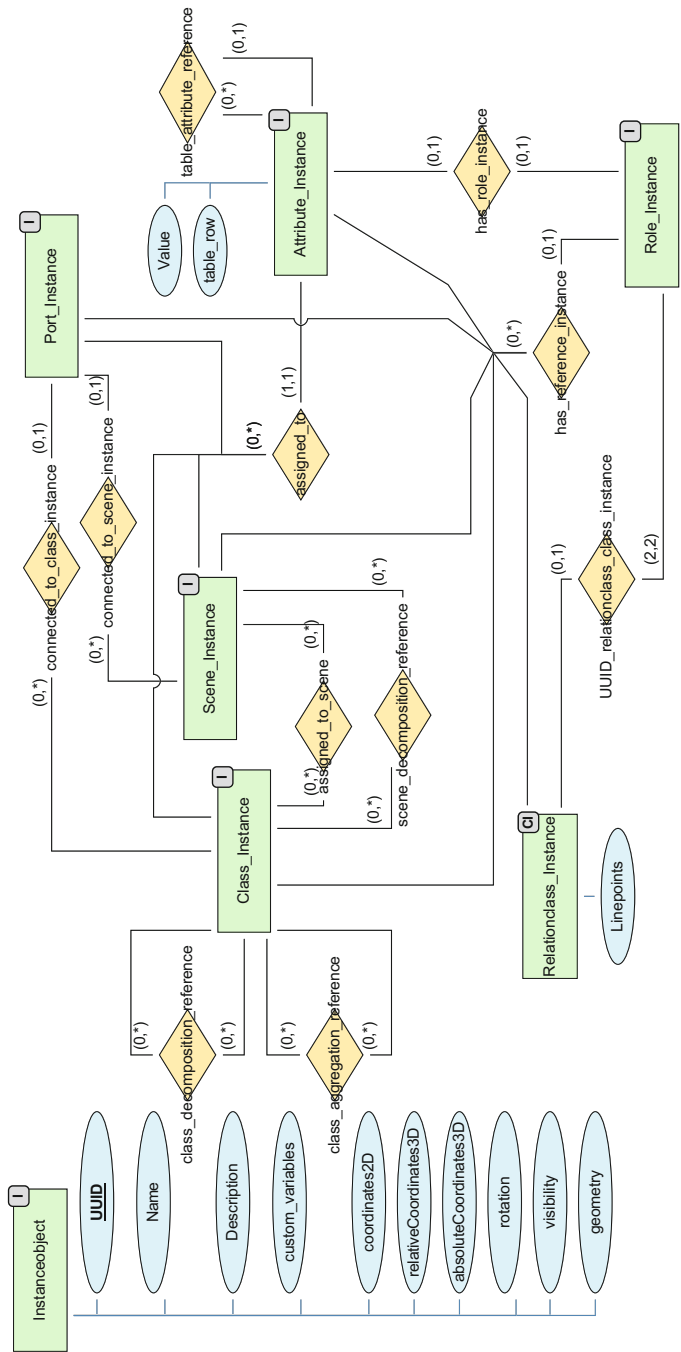 Instanceobject
I
UUID
Name
Description
custom_variables
coordinates2D
relativeCoordinates3D
absoluteCoordinates3D
rotation
visibility
geometry
class_decomposition_reference
(0,*)
(0,*)
class_aggregation_reference
(0,*)
(0,*)
Class_Instance
I
Relationclass_Instance
CI
Linepoints
(0,*)
connected_to_class_instance
(0,1)
(0,*)
connected_to_scene_instance
(0,1)
Scene_Instance
I
(0,*)
assigned_to_scene
(0,*)
(0,*)
scene_decomposition_reference
(0,*)
Port_Instance
I
(0,*)
assigned_to
(1,1)
Value
table_row
Attribute_Instance
I
table_attribute_reference
(0,*)
(0,1)
(0,1)
has_role_instance
(0,1)
(0,*)
has_reference_instance
(0,1)
(0,1)
UUID_relationclass_class_instance
(2,2)
Role_Instance
I